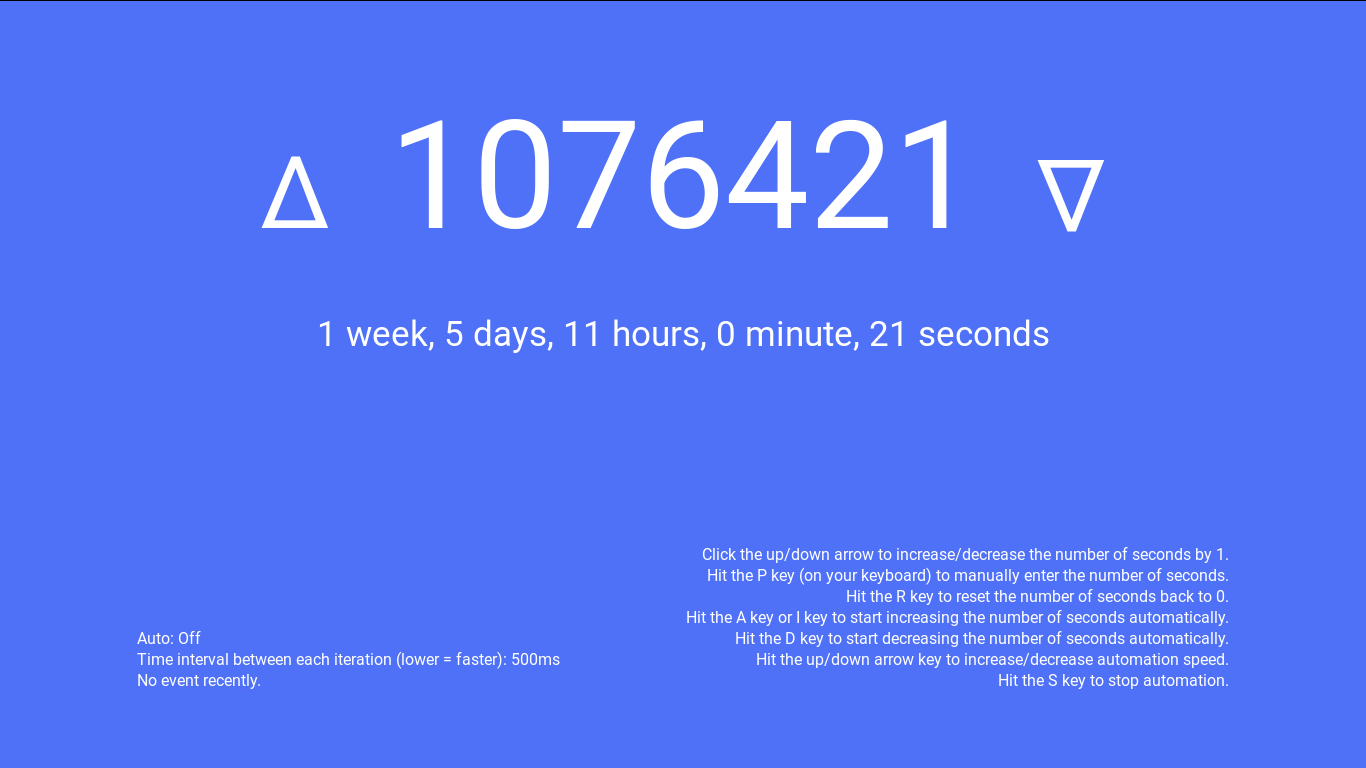 1076421
1 week, 5 days, 11 hours, 0 minute, 21 seconds
Click the up/down arrow to increase/decrease the number of seconds by 1.
Hit the P key (on your keyboard) to manually enter the number of seconds.
Hit the R key to reset the number of seconds back to 0.
Hit the A key or I key to start increasing the number of seconds automatically.
Hit the D key to start decreasing the number of seconds automatically.
Hit the up/down arrow key to increase/decrease automation speed.
Hit the S key to stop automation.
Auto: Off
Time interval between each iteration (lower = faster): 500ms
No event recently.